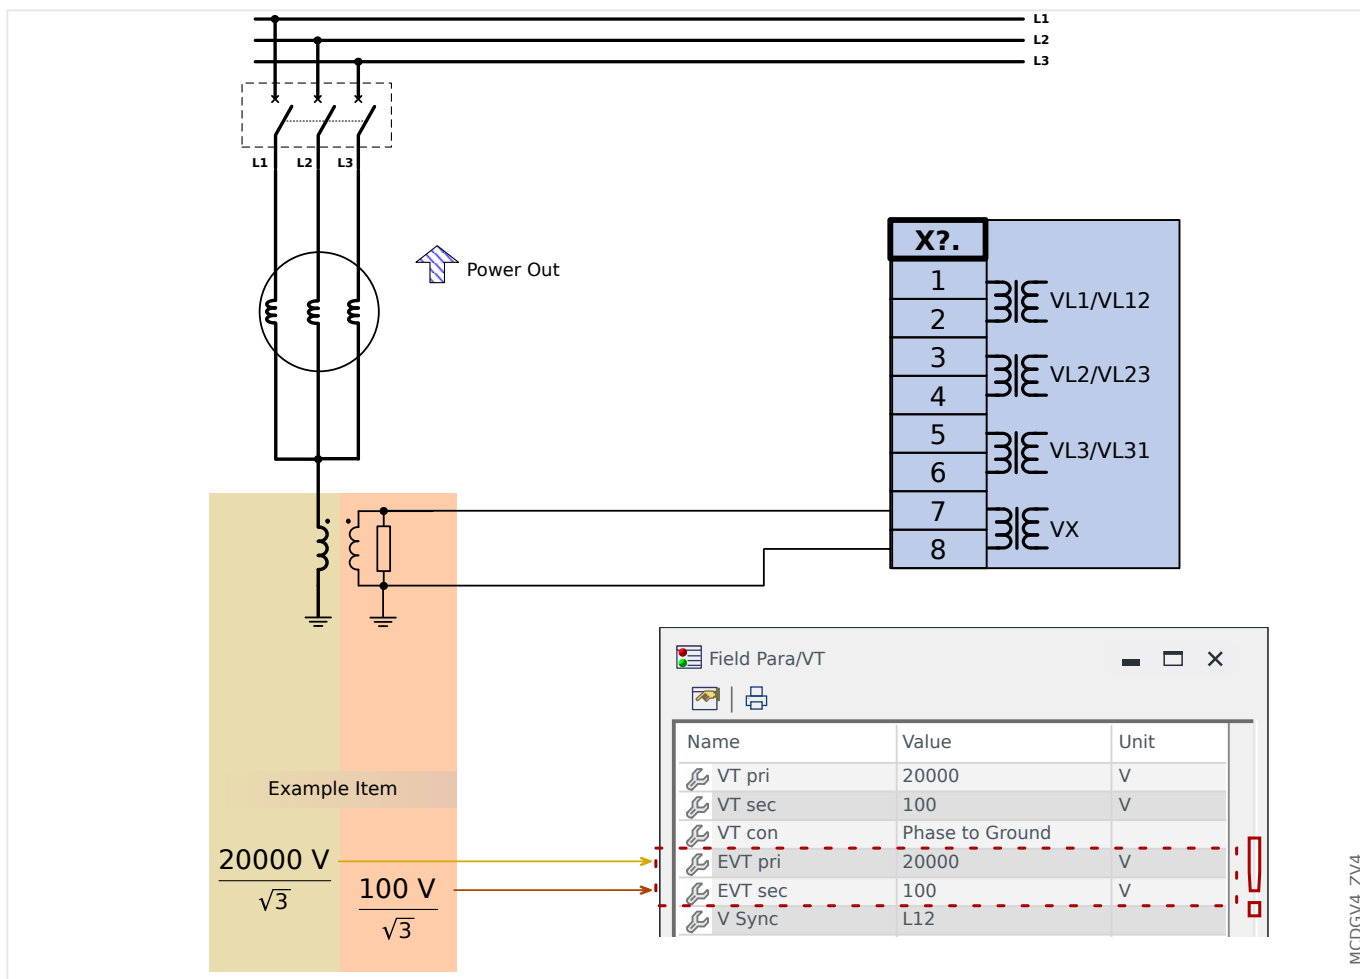 L1
L2
L3
L1 L2 L3
Power Out
X?.
1
2
3
4
5
6
7
8
VL1/VL12
VL2/VL23
VL3/VL31
VX
Field Para/VT
Name Value Unit
VT pri 20000 V
VT sec 100 V
VT con Phase to Ground
EVT pri 20000 V
EVT sec 100 V
V Sync L12
Example Item
20000 V
√3
100 V
√3
MCDGV4_ZV4